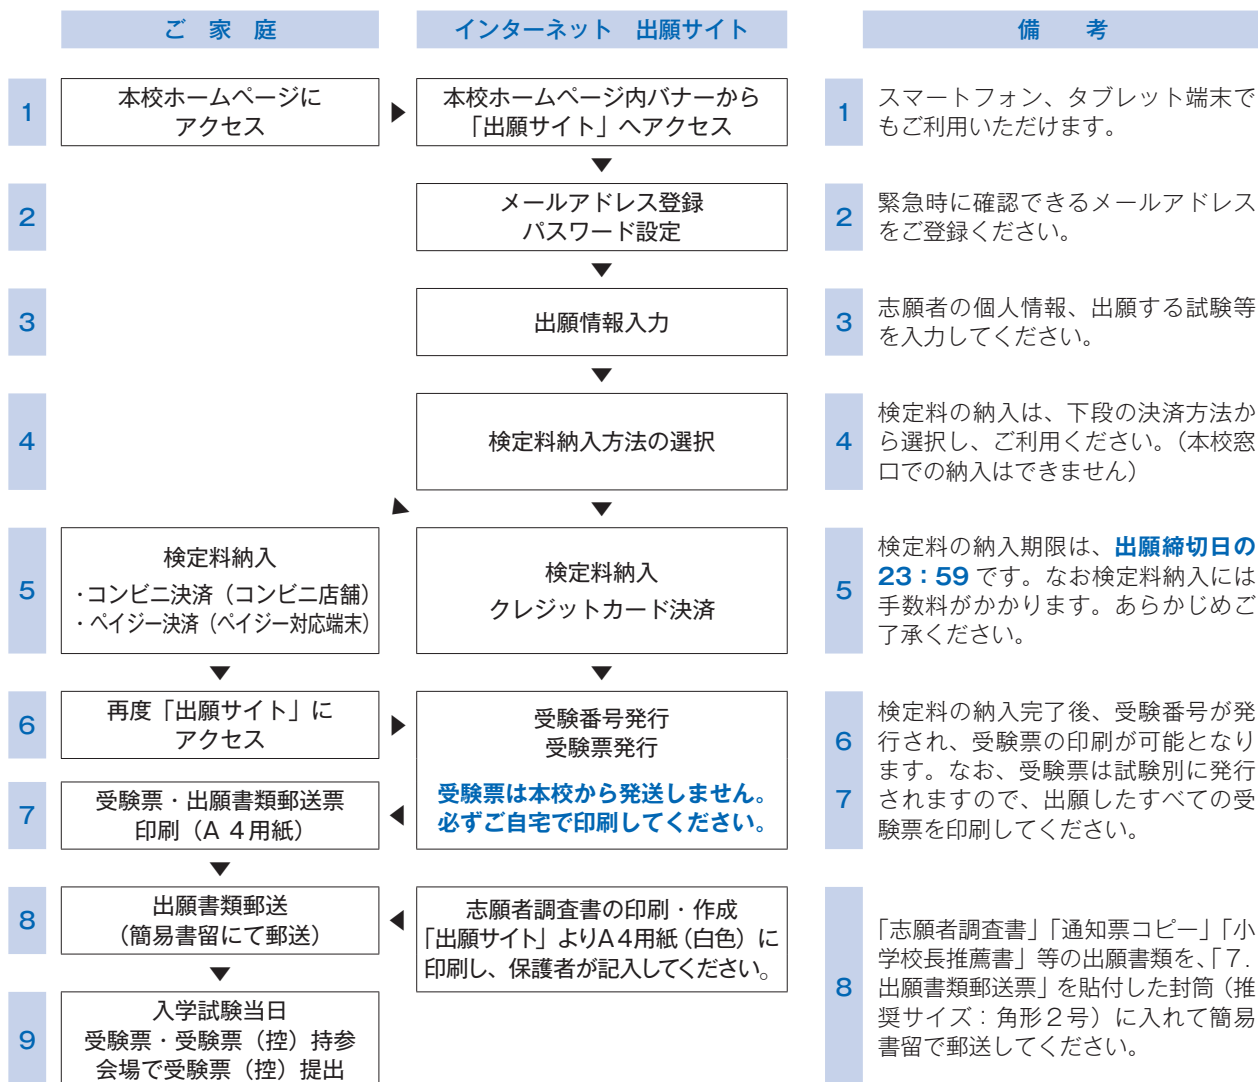 ご 家 庭
インターネット 出願サイト
備 考
1
本校ホームページに
アクセス
▶
本校ホームページ内バナーから
「出願サイト」へアクセス
1
スマートフォン、タブレット端末で
もご利用いただけます。
▼
2
メールアドレス登録
パスワード設定
2
緊急時に確認できるメールアドレス
をご登録ください。
▼
3
出願情報入力
3
志願者の個人情報、出願する試験等
を入力してください。
▼
4
検定料納入方法の選択
4
検定料の納入は、下段の決済方法か
ら選択し、ご利用ください。（本校窓
口での納入はできません）
▼
5
検定料納入
・コンビニ決済（コンビニ店舗）
・ペイジー決済（ペイジー対応端末）
検定料納入
クレジットカード決済
5
検定料の納入期限は、出願締切日の
23：59 です。なお検定料納入には
手数料がかかります。あらかじめご
了承ください。
▼
▼
6
再度「出願サイト」に
アクセス
▶
受験番号発行
受験票発行
受験票は本校から発送しません。
必ずご自宅で印刷してください。
7
受験票・出願書類郵送票
印刷（A 4用紙）
◀
6
7
検定料の納入完了後、受験番号が発
行され、受験票の印刷が可能となり
ます。なお、受験票は試験別に発行
されますので、出願したすべての受
験票を印刷してください。
▼
8
出願書類郵送
（簡易書留にて郵送）
◀
志願者調査書の印刷・作成
「出願サイト」よりA4用紙（白色）に
印刷し、保護者が記入してください。
▼
9
入学試験当日
受験票・受験票（控）持参
会場で受験票（控）提出
8
「志願者調査書」「通知票コピー」「小
学校長推薦書」等の出願書類を、「7.
出願書類郵送票」を貼付した封筒（推
奨サイズ：角形2号）に入れて簡易
書留で郵送してください。